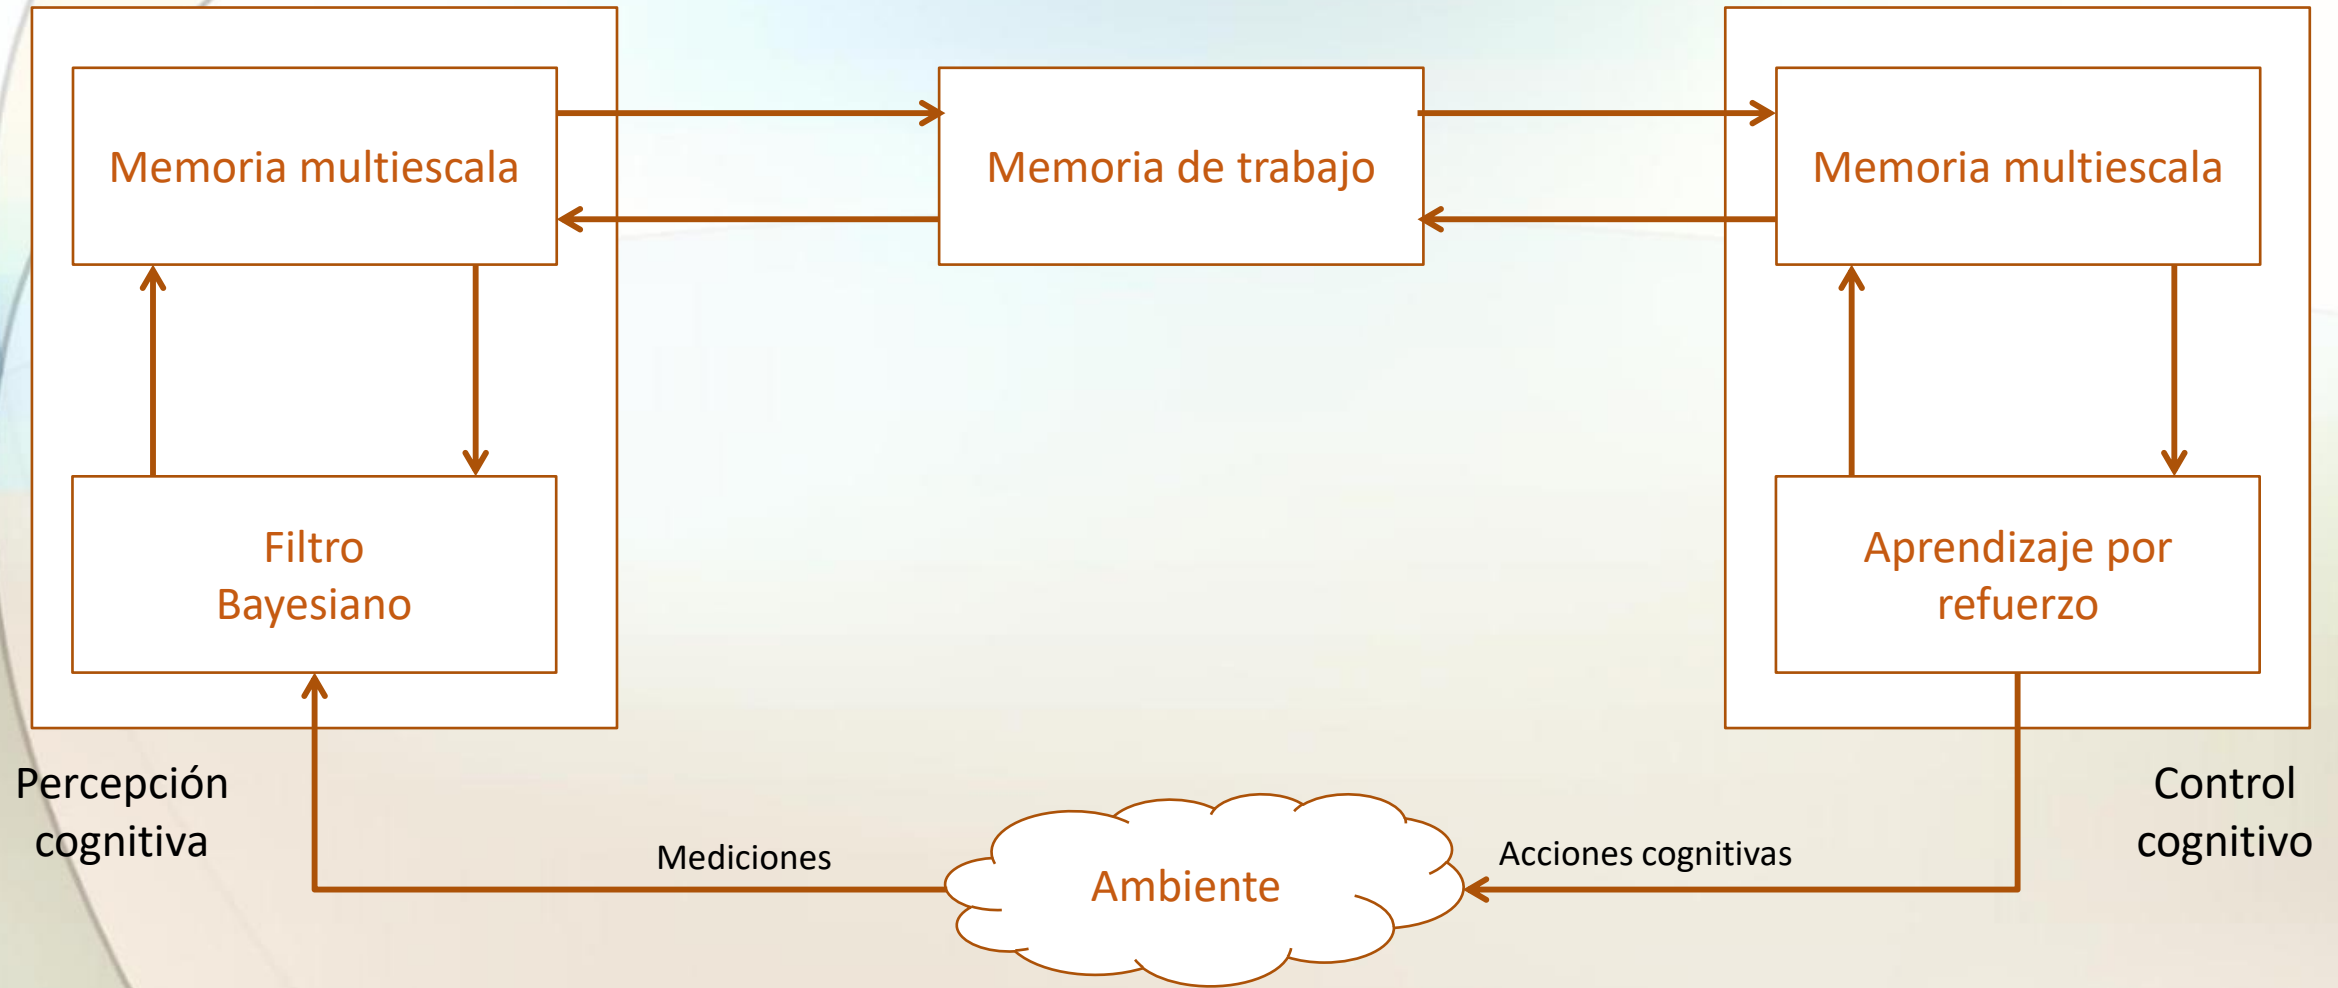 Memoria multiescala
Memoria de trabajo
Memoria multiescala
Filtro
Bayesiano
Aprendizaje por
refuerzo
Percepción
cognitiva
Control
cognitivo
Mediciones
Ambiente
Acciones cognitivas